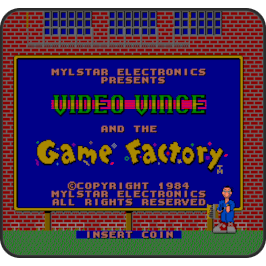 MYLSTAR ELECTRONICS
PRESENTS
VIDEO VINCE
AND THE
Game Factory
©COPYRIGHT 1984
MYLSTAR ELECTRONICS
ALL RIGHTS RESERVED
INSERT COIN